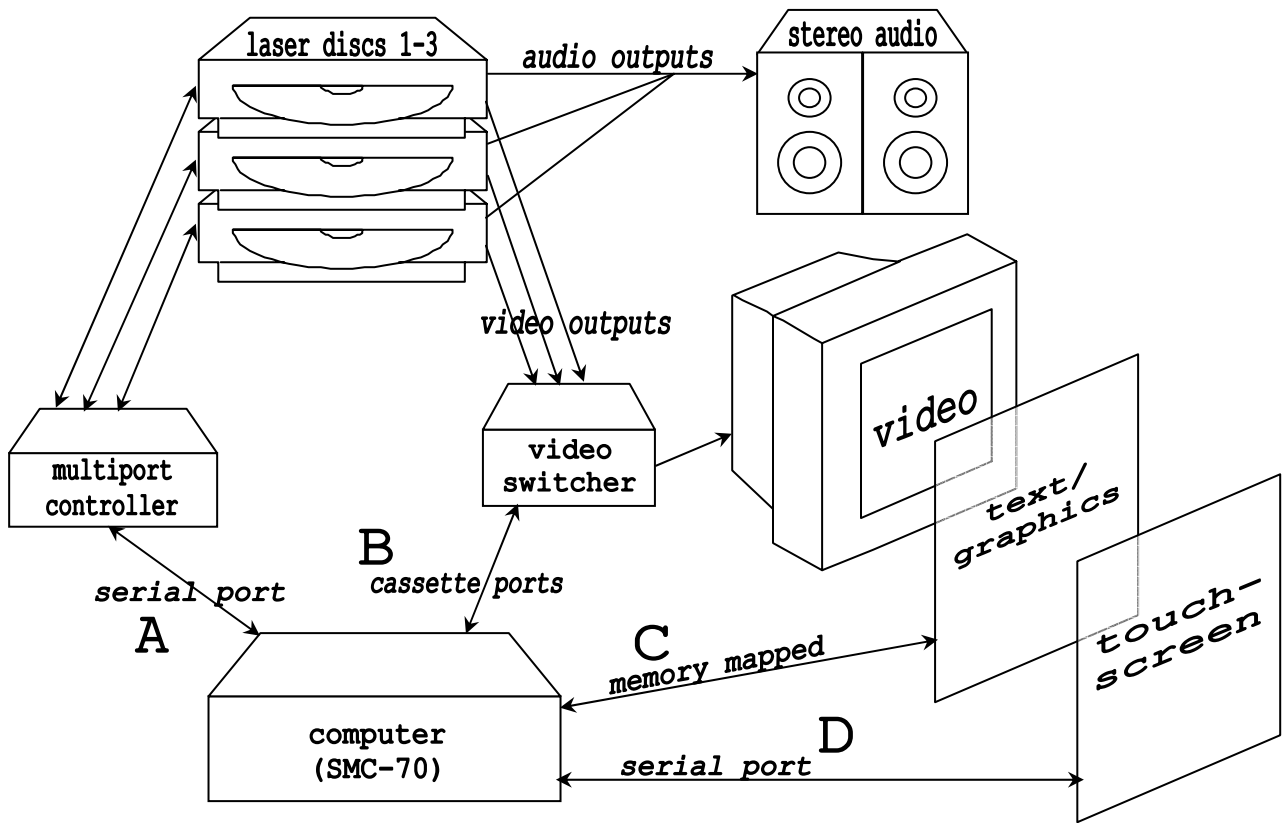 laser discs 1-3
stereo audio
audio outputs
video outputs
video
multiport
controller
video
switcher
text/
graphics
B
cassette ports
serial port
A
touch-
screen
C
memory mapped
D
computer
(SMC-70)
serial port